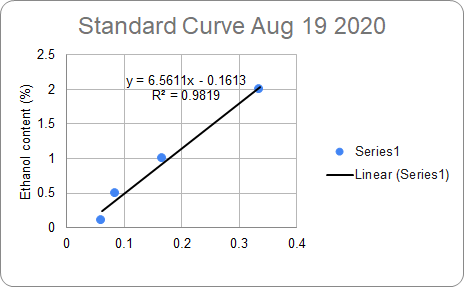 Standard Curve Aug 19 2020
2.5
y = 6.5611x - 0.1613
R² = 0.9819
2
1.5
1
0.5
0
Ethanol content (%)
0 0.1 0.2 0.3 0.4
Series1
Linear (Series1)